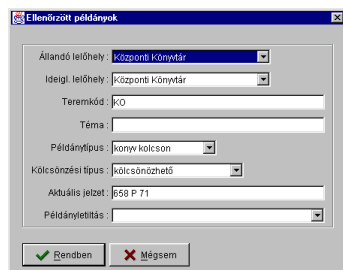 Ellenőrzött példányok
Állandó lelőhely : Központi Könyvtár
Ideigl. lelőhely : Központi Könyvtár
Teremkód : KO
Téma :
Példánytípus : konyv kolcson
Kölcsönzési típus : kölcsönözhető
Aktuális jelzet : 658 P 71
Példányletiltás :
Rendben Mégsem